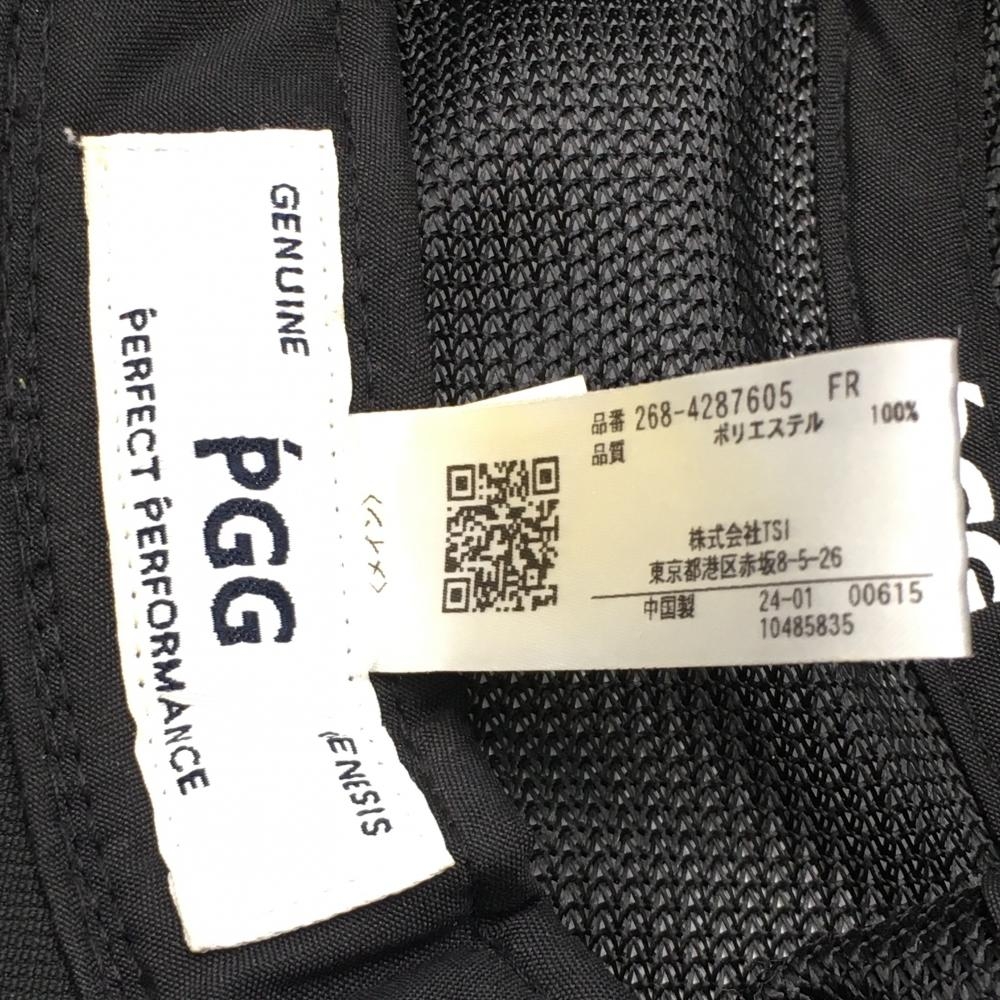 GENUINE
PGG
ENESIS
PERFECT PERFORMANCE
<メイン>
品番 268-4287605 FR
品質 ポリエステル 100%
株式会社TSI
東京都港区赤坂8-5-26
中国製 24-01 00615
10485835